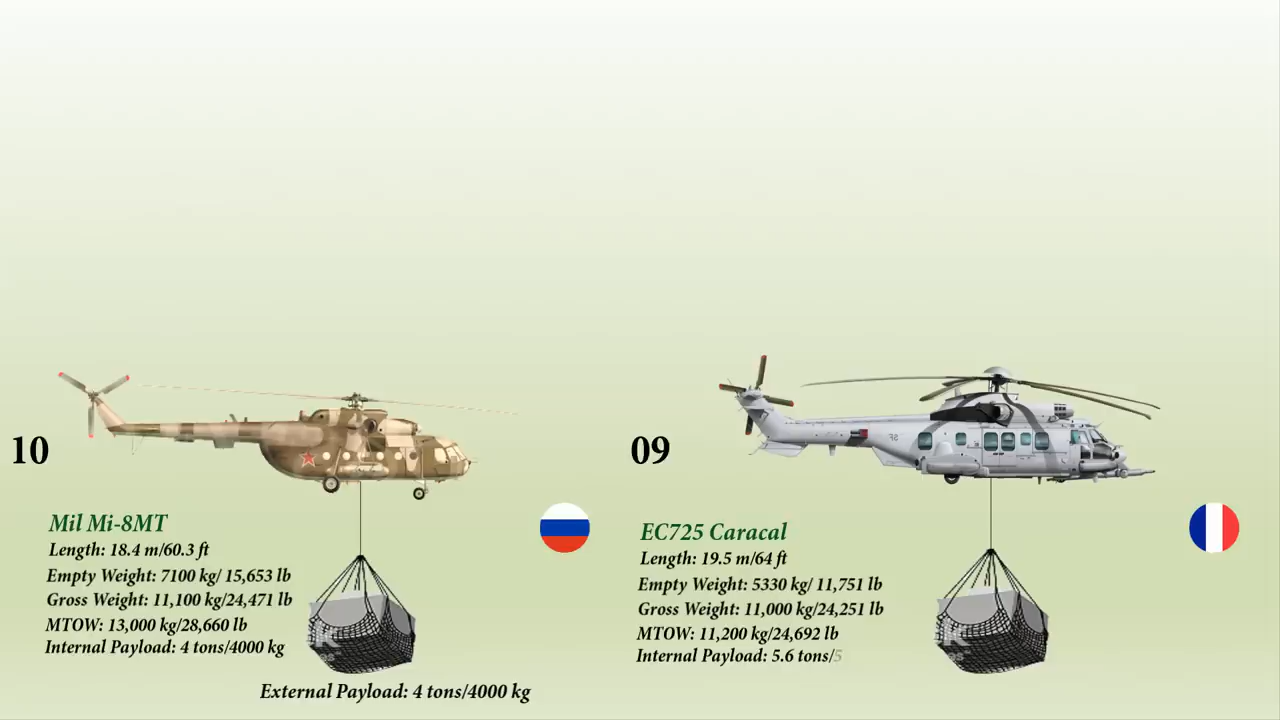 10
Mil Mi-8MT
Length: 18.4 m/60.3 ft
Empty Weight: 7100 kg/ 15,653 lb
Gross Weight: 11,100 kg/24,471 lb
MTOW: 13,000 kg/28,660 lb
Internal Payload: 4 tons/4000 kg
External Payload: 4 tons/4000 kg
09
EC725 Caracal
Length: 19.5 m/64 ft
Empty Weight: 5330 kg/ 11,751 lb
Gross Weight: 11,000 kg/24,251 lb
MTOW: 11,200 kg/24,692 lb
Internal Payload: 5.6 tons/5